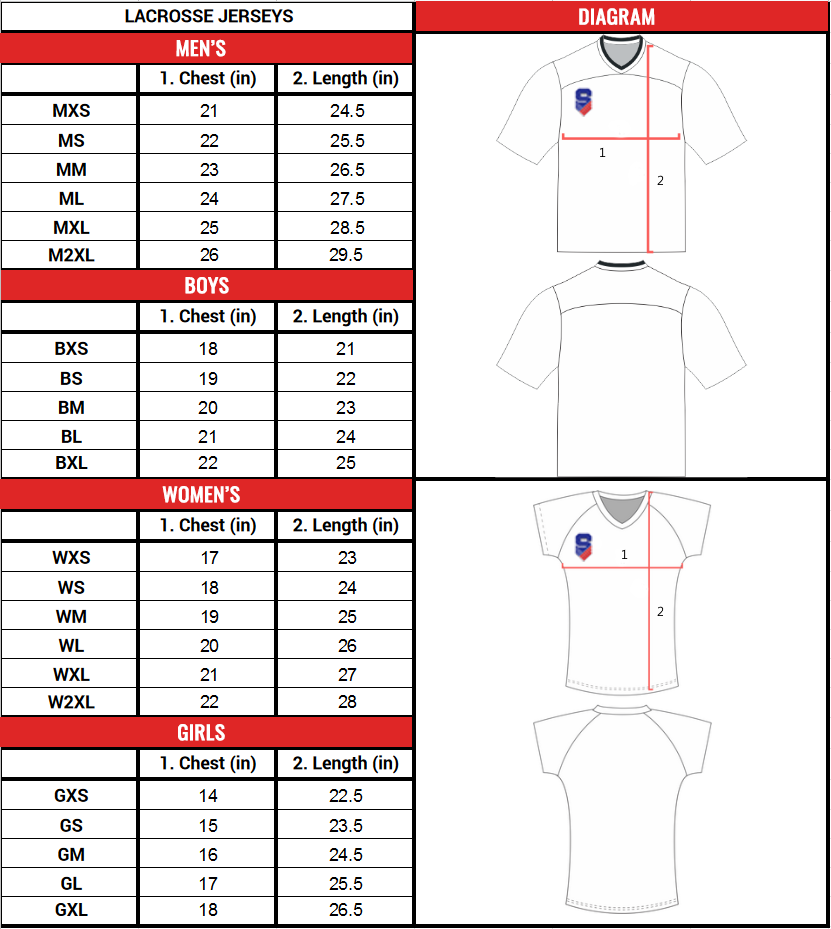 LACROSSE JERSEYS
MEN'S
1. Chest (in) 2. Length (in)
MXS 21 24.5
MS 22 25.5
MM 23 26.5
ML 24 27.5
MXL 25 28.5
M2XL 26 29.5
BOYS
1. Chest (in) 2. Length (in)
BXS 18 21
BS 19 22
BM 20 23
BL 21 24
BXL 22 25
WOMEN'S
1. Chest (in) 2. Length (in)
WXS 17 23
WS 18 24
WM 19 25
WL 20 26
WXL 21 27
W2XL 22 28
GIRLS
1. Chest (in) 2. Length (in)
GXS 14 22.5
GS 15 23.5
GM 16 24.5
GL 17 25.5
GXL 18 26.5
DIAGRAM
S
1
2
S
1
2